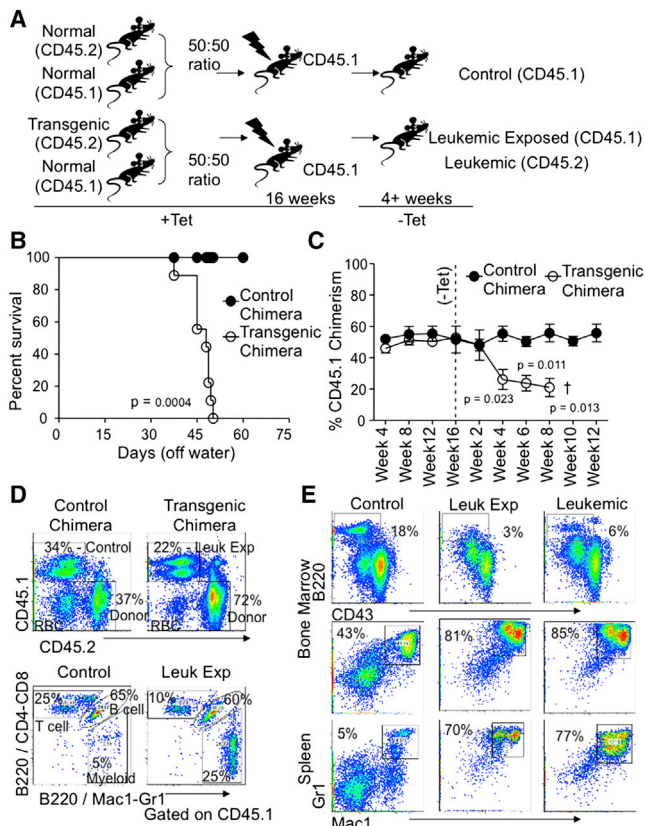 A
Normal
(CD45.2)
Normal
(CD45.1)
50:50
ratio
CD45.1
Control (CD45.1)
Transgenic
(CD45.2)
Normal
(CD45.1)
50:50
ratio
CD45.1
Leukemic Exposed (CD45.1)
Leukemic (CD45.2)
16 weeks
4+ weeks
+Tet
-Tet
B
Percent survival
100
80
60
40
20
0
Control
Chimera
Transgenic
Chimera
p = 0.0004
0
15
30
45
60
75
Days (off water)
C
% CD45.1 Chimerism
100
80
60
40
20
0
(-Tet)
Control
Chimera
Transgenic
Chimera
p = 0.011
p = 0.023
p = 0.013
†
Week 4
Week 8
Week12
Week16
Week 2
Week 4
Week 6
Week 8
Week10
Week12
D
Control
Chimera
Transgenic
Chimera
34% - Control
22% - Leuk Exp
37%
Donor
72%
Donor
RBC
RBC
CD45.1
CD45.2
Control
Leuk Exp
25%
65%
B cell
T cell
5%
Myeloid
10%
60%
25%
B220 / CD4-CD8
B220 / Mac1-Gr1
Gated on CD45.1
E
Control
Leuk Exp
Leukemic
18%
3%
6%
Bone Marrow
B220
CD43
43%
81%
85%
5%
70%
77%
Spleen
Gr1
Mac1